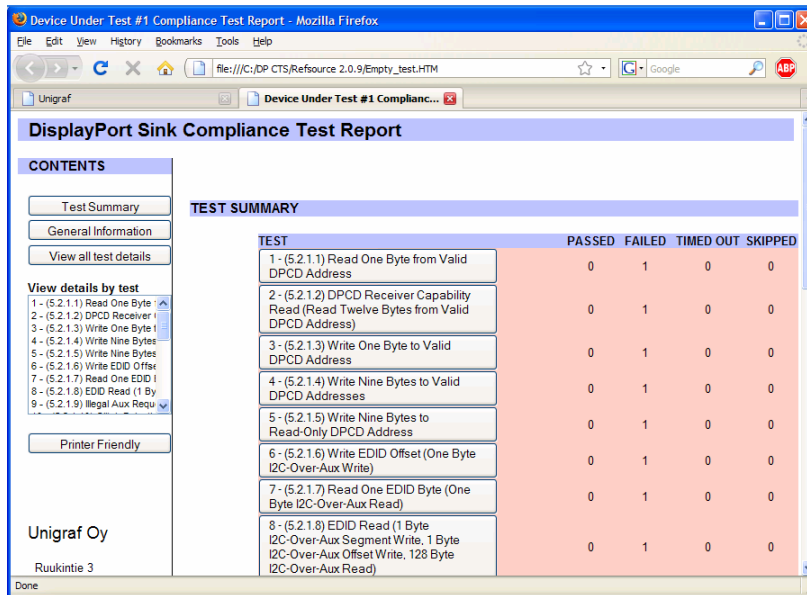 Device Under Test #1 Compliance Test Report - Mozilla Firefox
File Edit View History Bookmarks Tools Help
file:///C:/DP CTS/Refsource 2.0.9/Empty_test.HTM
G Google
ABP
Unigraf
Device Under Test #1 Complianc...
DisplayPort Sink Compliance Test Report
CONTENTS
Test Summary
General Information
View all test details
View details by test
1 - (5.2.1.1) Read One Byte
2 - (5.2.1.2) DPCD Receiver
3 - (5.2.1.3) Write One Byte
4 - (5.2.1.4) Write Nine Bytes
5 - (5.2.1.5) Write Nine Bytes
6 - (5.2.1.6) Write EDID Offse
7 - (5.2.1.7) Read One EDID
8 - (5.2.1.8) EDID Read (1 By
9 - (5.2.1.9) Illegal Aux Requ
Printer Friendly
Unigraf Oy
Ruukintie 3
TEST SUMMARY
TEST PASSED FAILED TIMED OUT SKIPPED
1 - (5.2.1.1) Read One Byte from Valid
DPCD Address
0 1 0 0
2 - (5.2.1.2) DPCD Receiver Capability
Read (Read Twelve Bytes from Valid
DPCD Address)
0 1 0 0
3 - (5.2.1.3) Write One Byte to Valid
DPCD Address
0 1 0 0
4 - (5.2.1.4) Write Nine Bytes to Valid
DPCD Addresses
0 1 0 0
5 - (5.2.1.5) Write Nine Bytes to
Read-Only DPCD Address
0 1 0 0
6 - (5.2.1.6) Write EDID Offset (One Byte
I2C-Over-Aux Write)
0 1 0 0
7 - (5.2.1.7) Read One EDID Byte (One
Byte I2C-Over-Aux Read)
0 1 0 0
8 - (5.2.1.8) EDID Read (1 Byte
I2C-Over-Aux Segment Write, 1 Byte
I2C-Over-Aux Offset Write, 128 Byte
I2C-Over-Aux Read)
0 1 0 0
Done